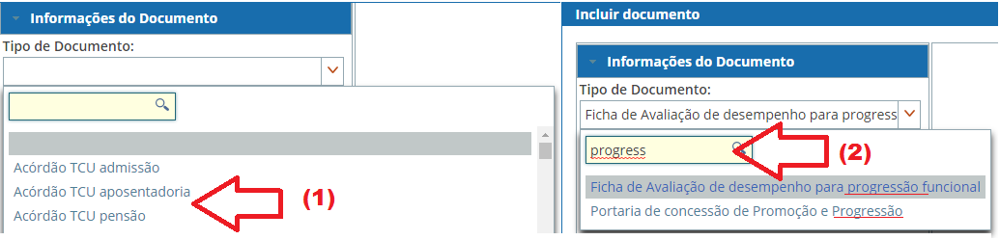 Informações do Documento
Tipo de Documento:
Acórdão TCU admissão
Acórdão TCU aposentadoria
Acórdão TCU pensão
(1)
Incluir documento
Informações do Documento
Tipo de Documento:
Ficha de Avaliação de desempenho para progress
progress
(2)
Ficha de Avaliação de desempenho para progressão funcional
Portaria de concessão de Promoção e Progressão